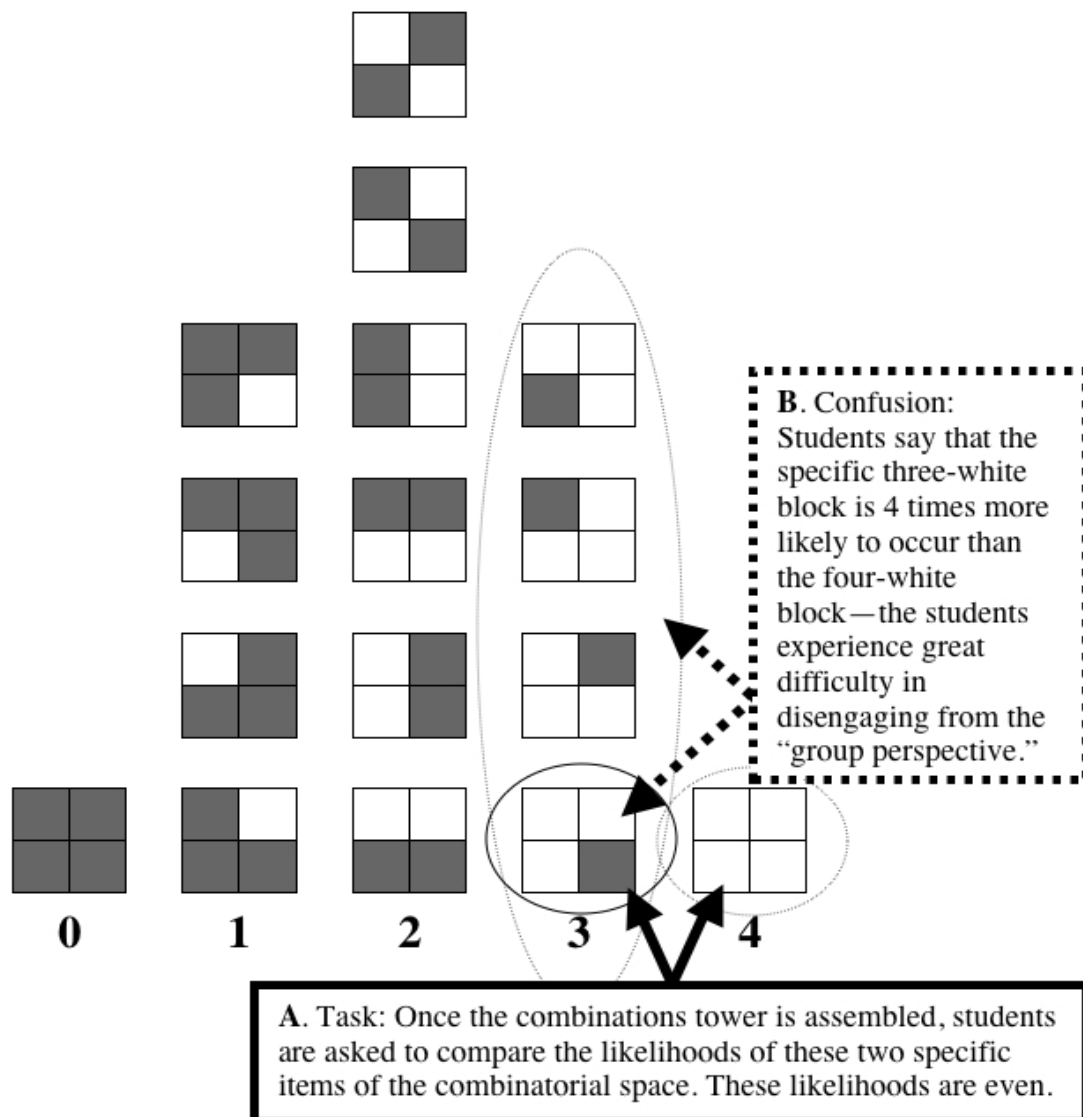 B. Confusion:
Students say that the
specific three-white
block is 4 times more
likely to occur than
the four-white
block—the students
experience great
difficulty in
disengaging from the
“group perspective.”
0 1 2 3 4
A. Task: Once the combinations tower is assembled, students
are asked to compare the likelihoods of these two specific
items of the combinatorial space. These likelihoods are even.